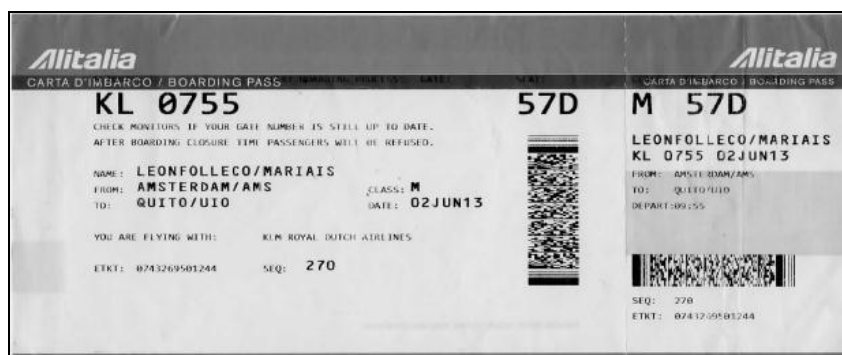 Alitalia
CARTA D'IMBARCO / BOARDING PASS
KL 0755 57D
CHECK MONITORS IF YOUR GATE NUMBER IS STILL UP TO DATE.
AFTER BOARDING CLOSURE TIME PASSENGERS WILL BE REFUSED.
NAME: LEONFOLLECO/MARIAIS
FROM: AMSTERDAM/AMS CLASS: M
TO: QUITO/UIO DATE: 02JUN13
YOU ARE FLYING WITH: KLM ROYAL DUTCH AIRLINES
ETKT: 0743269501244 SEQ: 270
Alitalia
CARTA D'IMBARCO / BOARDING PASS
M 57D
LEONFOLLECO/MARIAIS
KL 0755 02JUN13
FROM: AMSTERDAM/AMS
TO: QUITO/UIO
DEPART:09:55
SEQ: 270
ETKT: 0743269501244